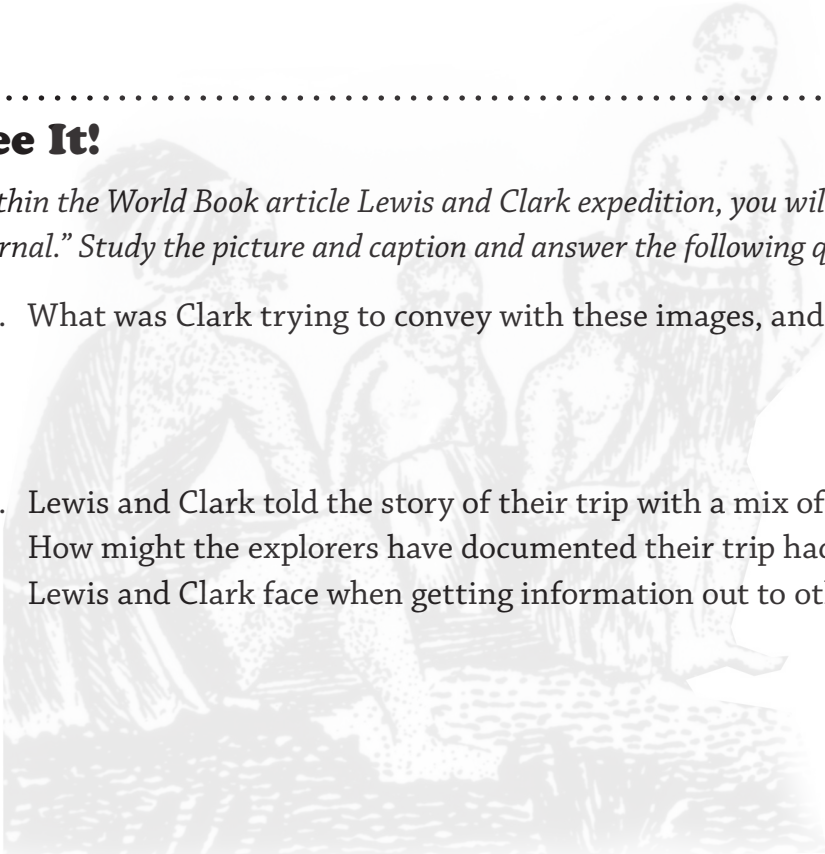 ee It!
thin the World Book article Lewis and Clark expedition, you wil
rnal.” Study the picture and caption and answer the following q
. What was Clark trying to convey with these images, and
. Lewis and Clark told the story of their trip with a mix of
How might the explorers have documented their trip had
Lewis and Clark face when getting information out to ot